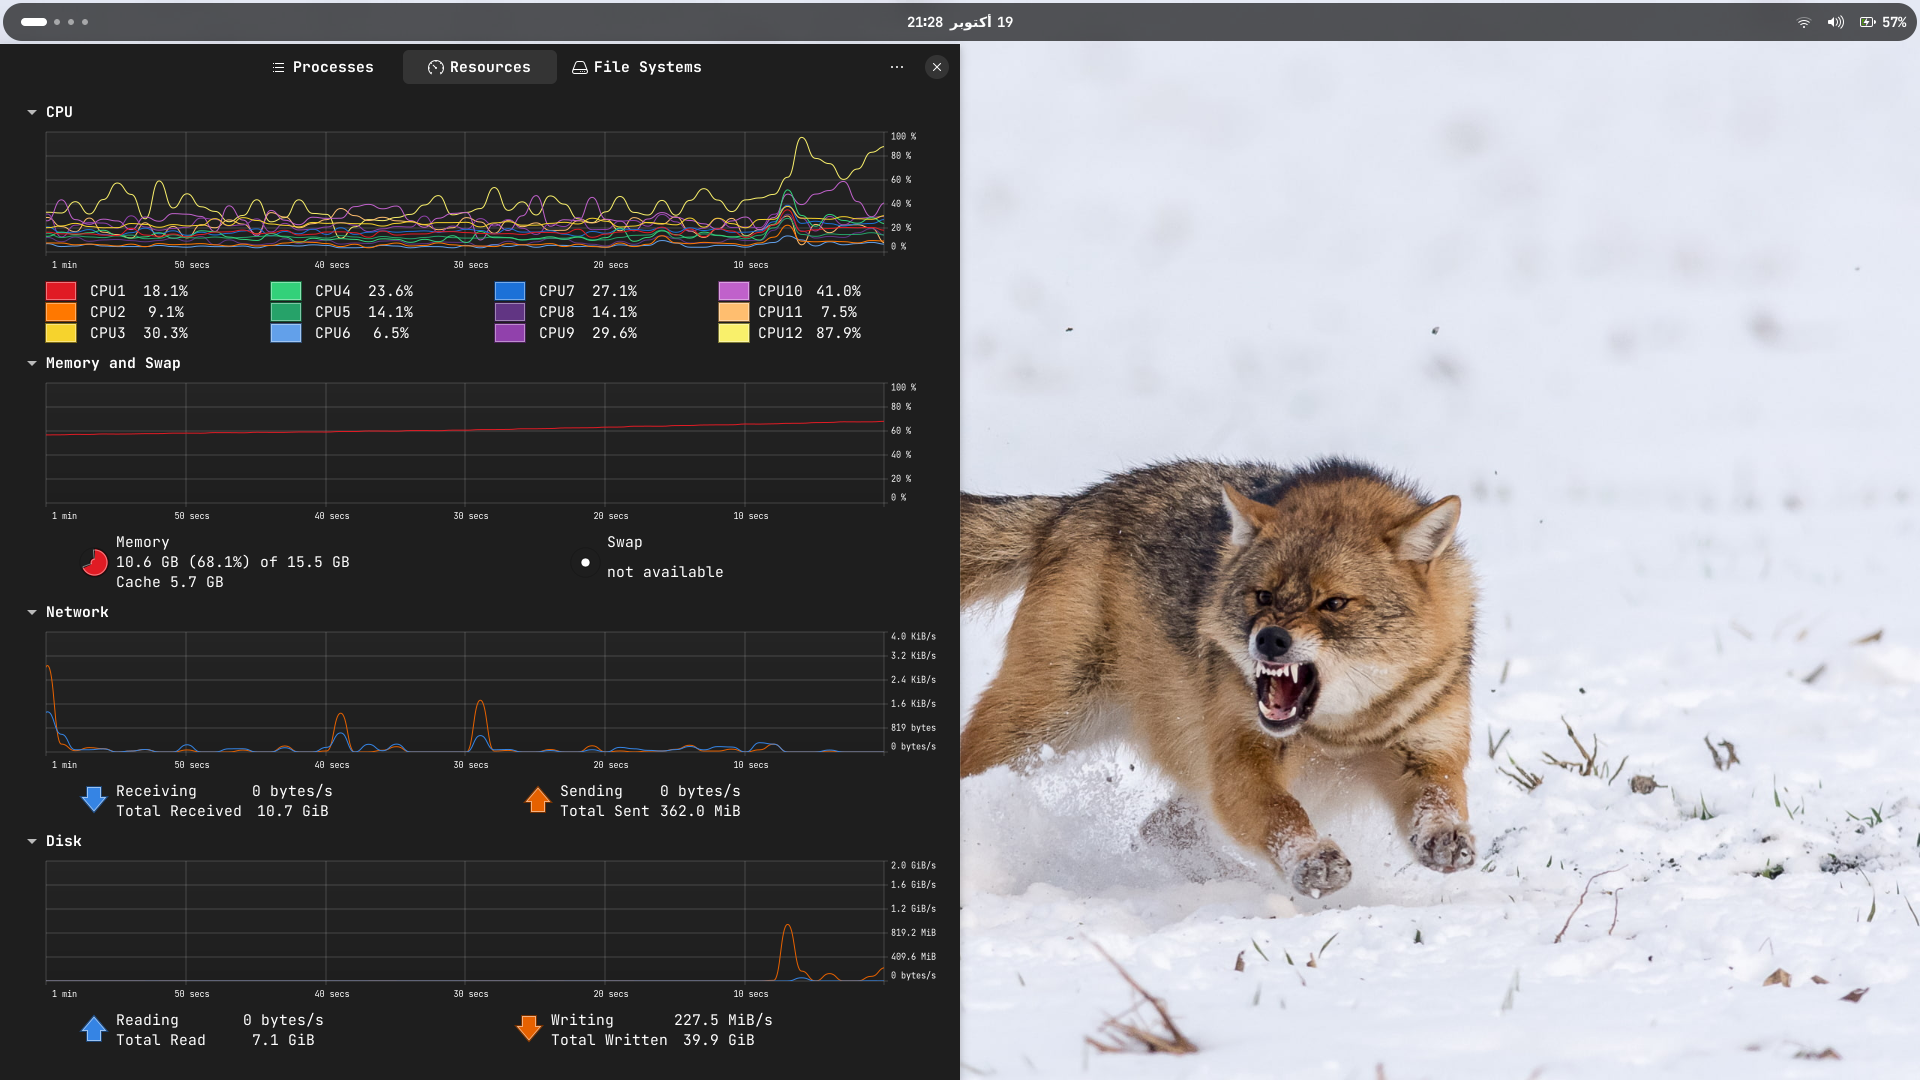 21:28 19 أكتوبر
57%
Processes
Resources
File Systems
CPU
100 %
80 %
60 %
40 %
20 %
0 %
1 min 50 secs 40 secs 30 secs 20 secs 10 secs
CPU1 18.1% CPU4 23.6% CPU7 27.1% CPU10 41.0%
CPU2 9.1% CPU5 14.1% CPU8 14.1% CPU11 7.5%
CPU3 30.3% CPU6 6.5% CPU9 29.6% CPU12 87.9%
Memory and Swap
100 %
80 %
60 %
40 %
20 %
0 %
1 min 50 secs 40 secs 30 secs 20 secs 10 secs
Memory
10.6 GB (68.1%) of 15.5 GB
Cache 5.7 GB
Swap
not available
Network
4.0 KiB/s
3.2 KiB/s
2.4 KiB/s
1.6 KiB/s
819 bytes
0 bytes/s
1 min 50 secs 40 secs 30 secs 20 secs 10 secs
Receiving 0 bytes/s
Total Received 10.7 GiB
Sending 0 bytes/s
Total Sent 362.0 MiB
Disk
2.0 GiB/s
1.6 GiB/s
1.2 GiB/s
819.2 MiB
409.6 MiB
0 bytes/s
1 min 50 secs 40 secs 30 secs 20 secs 10 secs
Reading 0 bytes/s
Total Read 7.1 GiB
Writing 227.5 MiB/s
Total Written 39.9 GiB